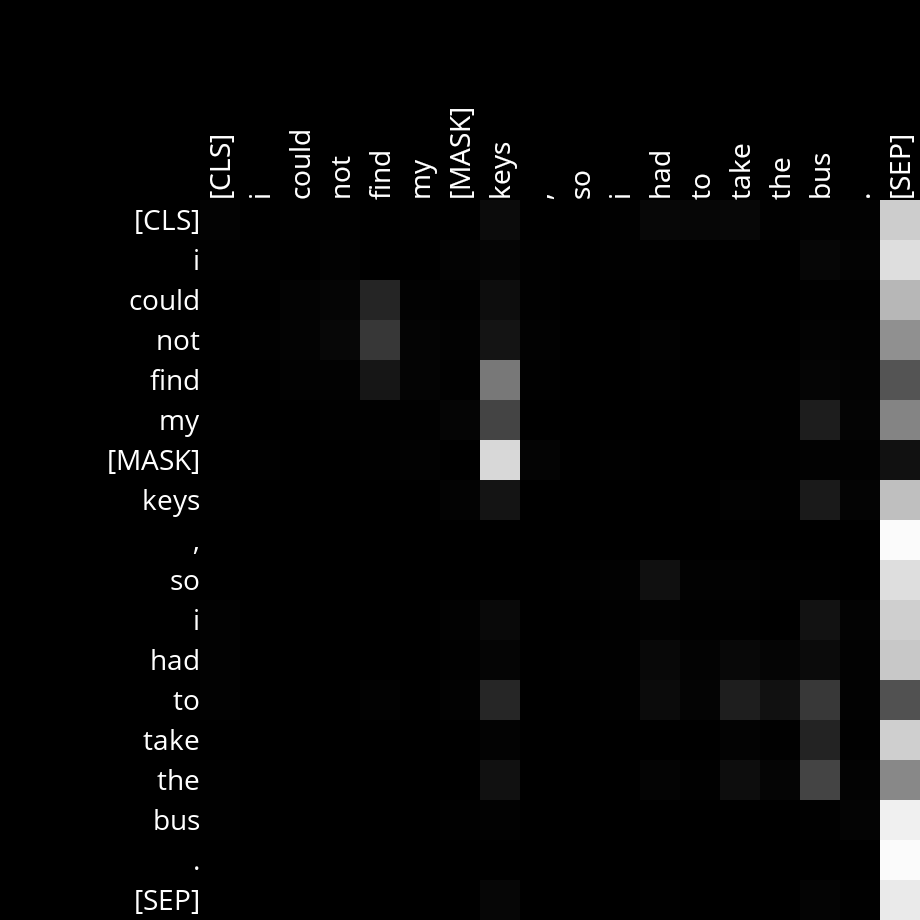 [CLS] i could not find my [MASK] keys , so i had to take the bus . [SEP]
[CLS]
i
could
not
find
my
[MASK]
keys
,
so
i
had
to
take
the
bus
.
[SEP]